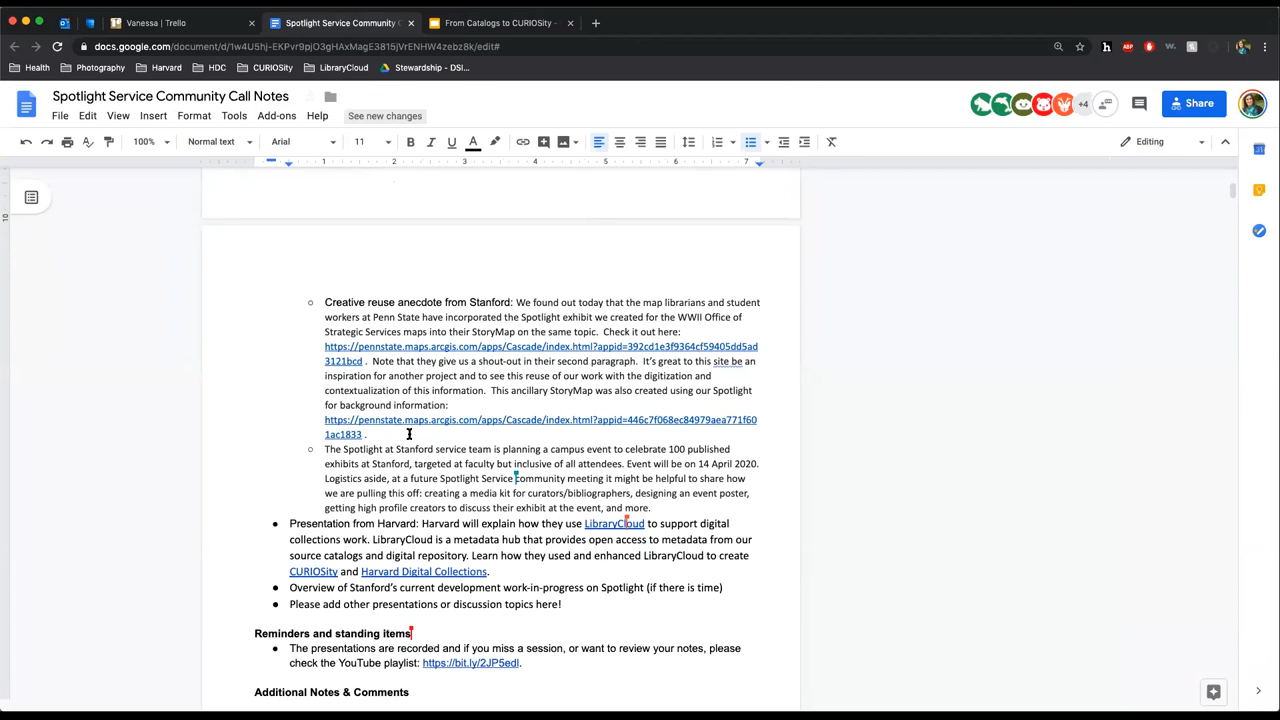 Vanessa | Trello
Spotlight Service Community C
From Catalogs to CURIOSity -
docs.google.com/document/d/1w4U5hj-EKPvr9pjO3gHAxMagE3815jVrENHW4zebz8k/edit#
Health
Photography
Harvard
HDC
CURIOSity
LibraryCloud
Stewardship - DSI...
Spotlight Service Community Call Notes
File Edit View Insert Format Tools Add-ons Help See new changes
+4
Share
100% Normal text Arial 11 Editing
1 2 3 4 5 6 7
Creative reuse anecdote from Stanford: We found out today that the map librarians and student
workers at Penn State have incorporated the Spotlight exhibit we created for the WWII Office of
Strategic Services maps into their StoryMap on the same topic. Check it out here:
https://pennstate.maps.arcgis.com/apps/Cascade/index.html?appid=392cd1e3f9364cf59405dd5ad
3121bcd . Note that they give us a shout-out in their second paragraph. It's great to this site be an
inspiration for another project and to see this reuse of our work with the digitization and
contextualization of this information. This ancillary StoryMap was also created using our Spotlight
for background information:
https://pennstate.maps.arcgis.com/apps/Cascade/index.html?appid=446c7f068ec84979aea771f60
1ac1833 .
The Spotlight at Stanford service team is planning a campus event to celebrate 100 published
exhibits at Stanford, targeted at faculty but inclusive of all attendees. Event will be on 14 April 2020.
Logistics aside, at a future Spotlight Service community meeting it might be helpful to share how
we are pulling this off: creating a media kit for curators/bibliographers, designing an event poster,
getting high profile creators to discuss their exhibit at the event, and more.
Presentation from Harvard: Harvard will explain how they use LibraryCloud to support digital
collections work. LibraryCloud is a metadata hub that provides open access to metadata from our
source catalogs and digital repository. Learn how they used and enhanced LibraryCloud to create
CURIOSity and Harvard Digital Collections.
Overview of Stanford's current development work-in-progress on Spotlight (if there is time)
Please add other presentations or discussion topics here!
Reminders and standing items
The presentations are recorded and if you miss a session, or want to review your notes, please
check the YouTube playlist: https://bit.ly/2JP5edl.
Additional Notes & Comments